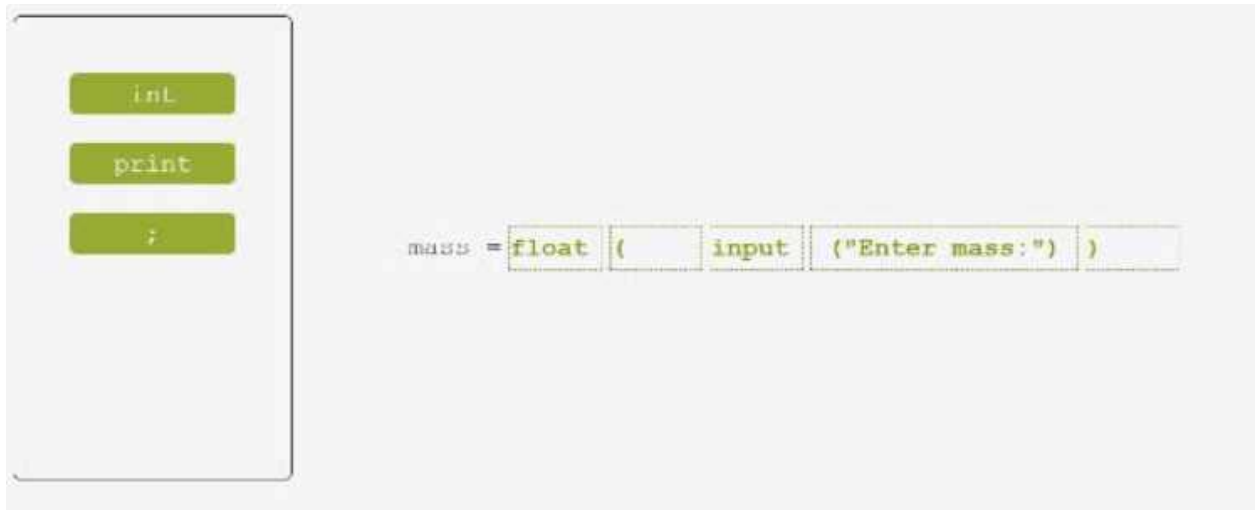 int
print
;
mass = float ( input ("Enter mass:") )